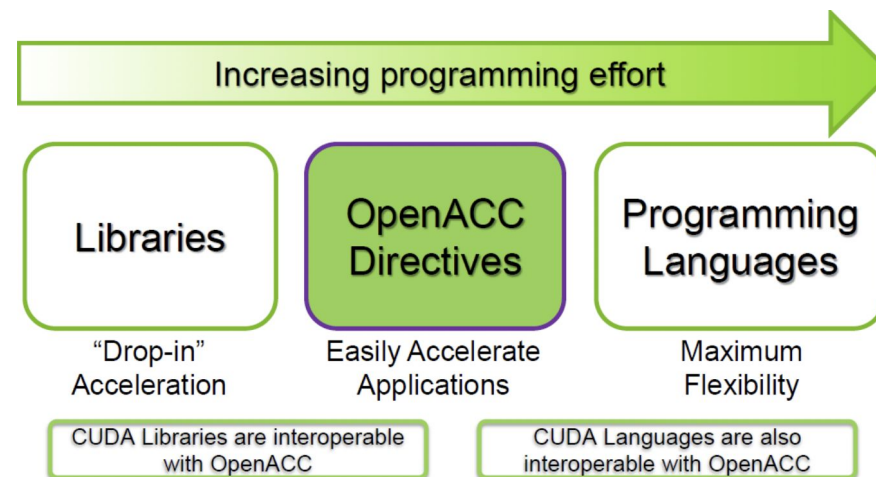 Increasing programming effort
Libraries
OpenACC
Directives
Programming
Languages
“Drop-in”
Acceleration
Easily Accelerate
Applications
Maximum
Flexibility
CUDA Libraries are interoperable
with OpenACC
CUDA Languages are also
interoperable with OpenACC